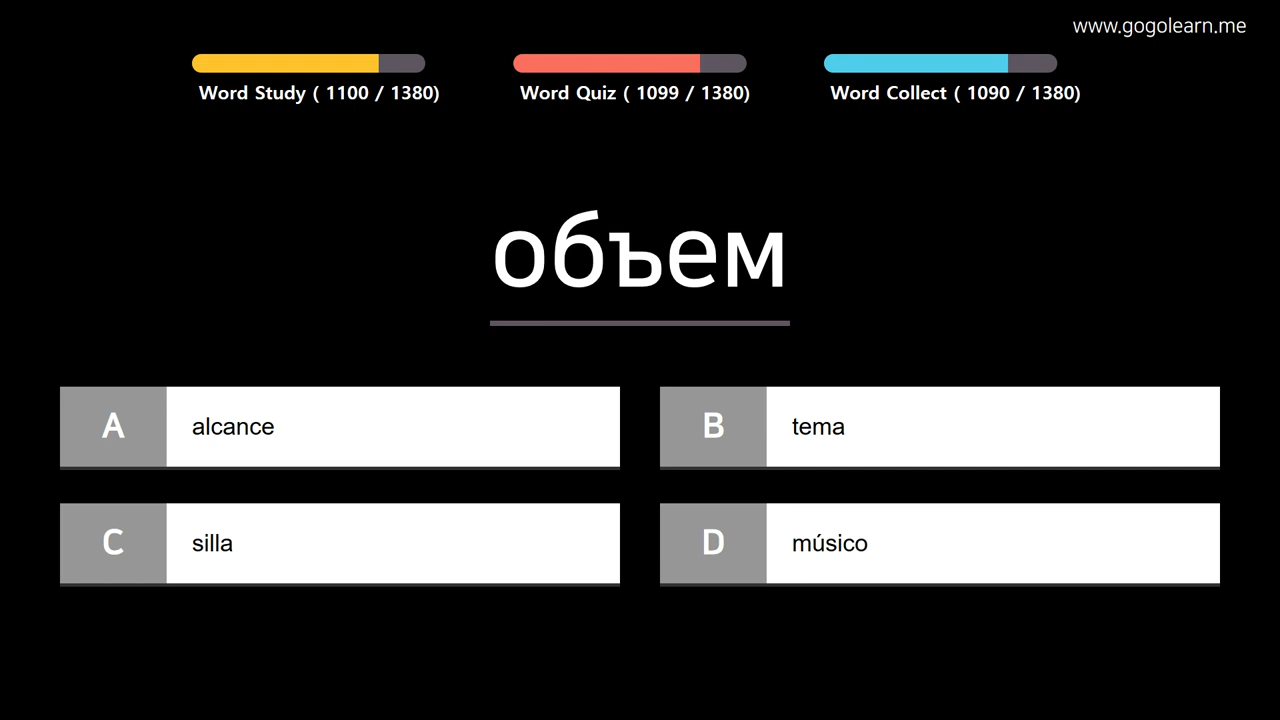 www.gogolearn.me
Word Study ( 1100 / 1380)
Word Quiz ( 1099 / 1380)
Word Collect ( 1090 / 1380)
объем
A alcance
B tema
C silla
D músico